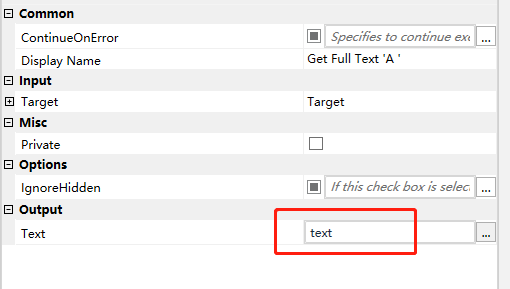 Common
ContinueOnError Specifies to continue exe ...
Display Name Get Full Text 'A '
Input
Target Target
Misc
Private
Options
IgnoreHidden If this check box is selec ...
Output
Text text ...